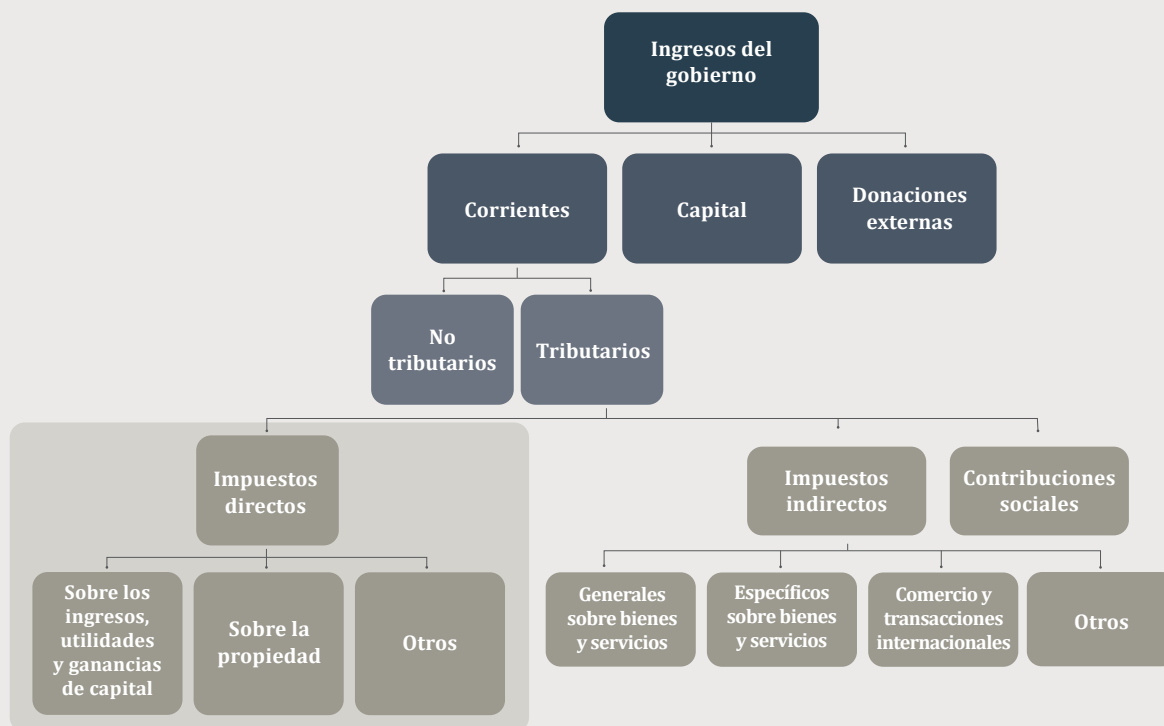 Ingresos del
gobierno
Corrientes
Capital
Donaciones
externas
No
tributarios
Tributarios
Impuestos
directos
Impuestos
indirectos
Contribuciones
sociales
Sobre los
ingresos,
utilidades
y ganancias
de capital
Sobre la
propiedad
Otros
Generales
sobre bienes
y servicios
Específicos
sobre bienes
y servicios
Comercio y
transacciones
internacionales
Otros